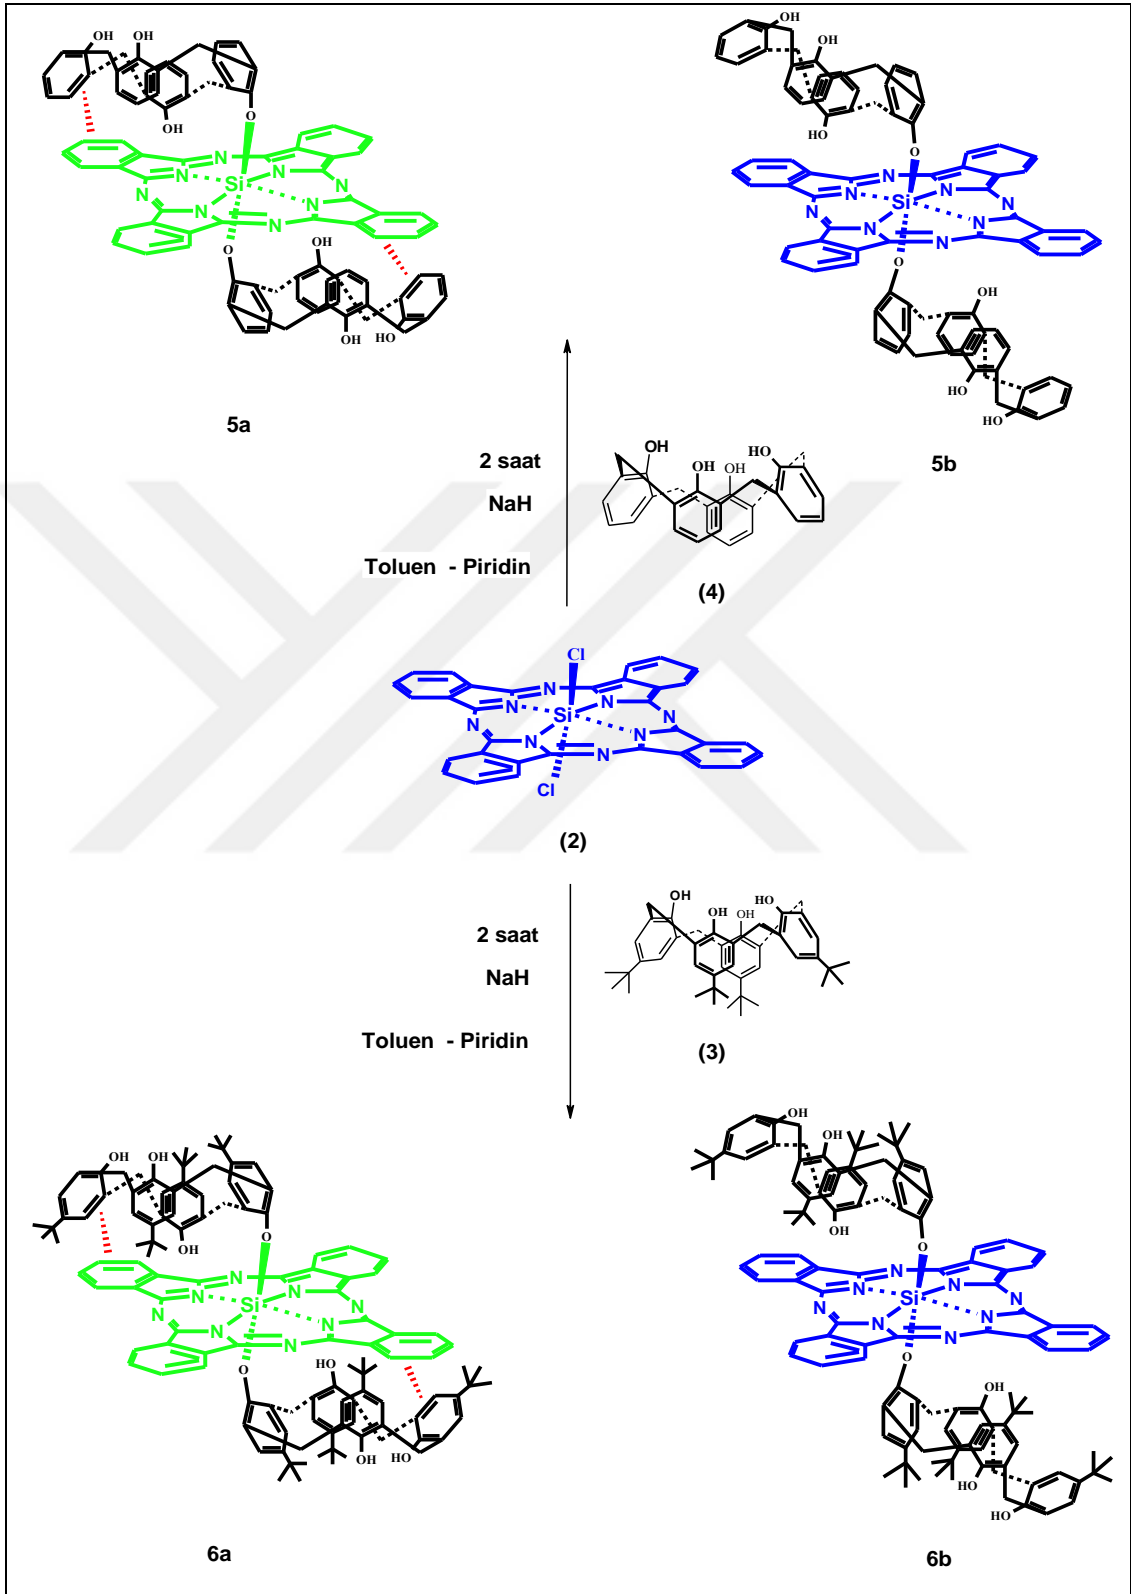 OH OH OH O
N N N Si N N N N N
O OH OH HO
5a
OH OH HO O
N N N Si N N N N N
O OH HO HO
5b
2 saat
NaH
Toluen - Piridin
OH OH OH HO
(4)
Cl
N N N Si N N N N N
Cl
(2)
2 saat
NaH
Toluen - Piridin
OH OH OH HO
(3)
OH OH OH O
N N N Si N N N N N
O HO OH HO
6a
OH OH OH O
N N N Si N N N N N
O OH HO HO
6b